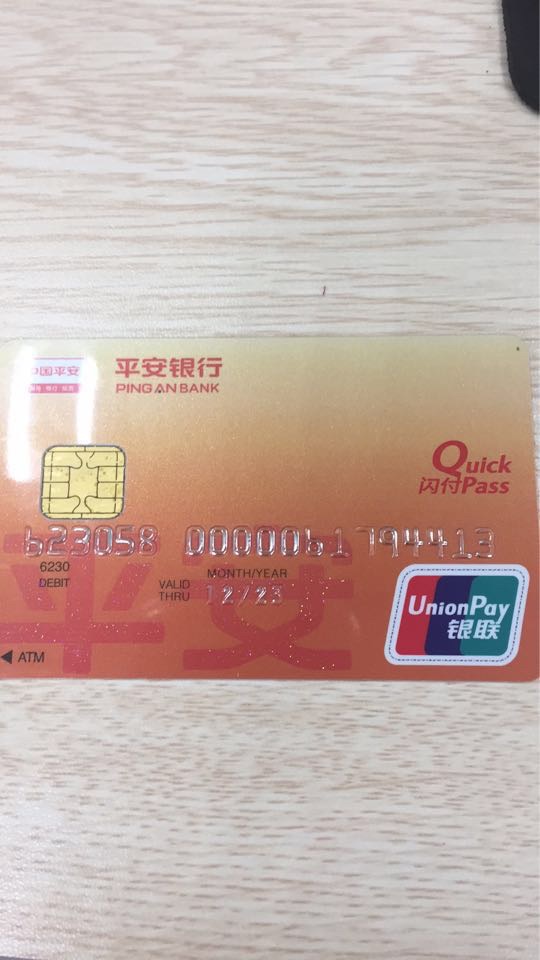 中国平安
平安银行
PING AN BANK
Quick
闪付Pass
623058 0000061794413
6230
DEBIT
MONTH/YEAR
VALID
THRU
12/23
平安
UnionPay
银联
ATM